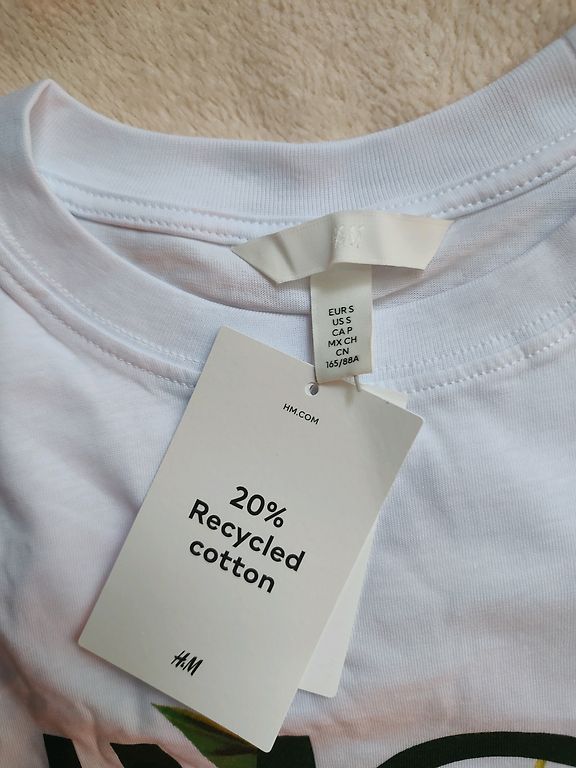 H&M
EUR S
US S
CA P
MX CH
CN
165/88A
HM.COM
20%
Recycled
cotton
H&M